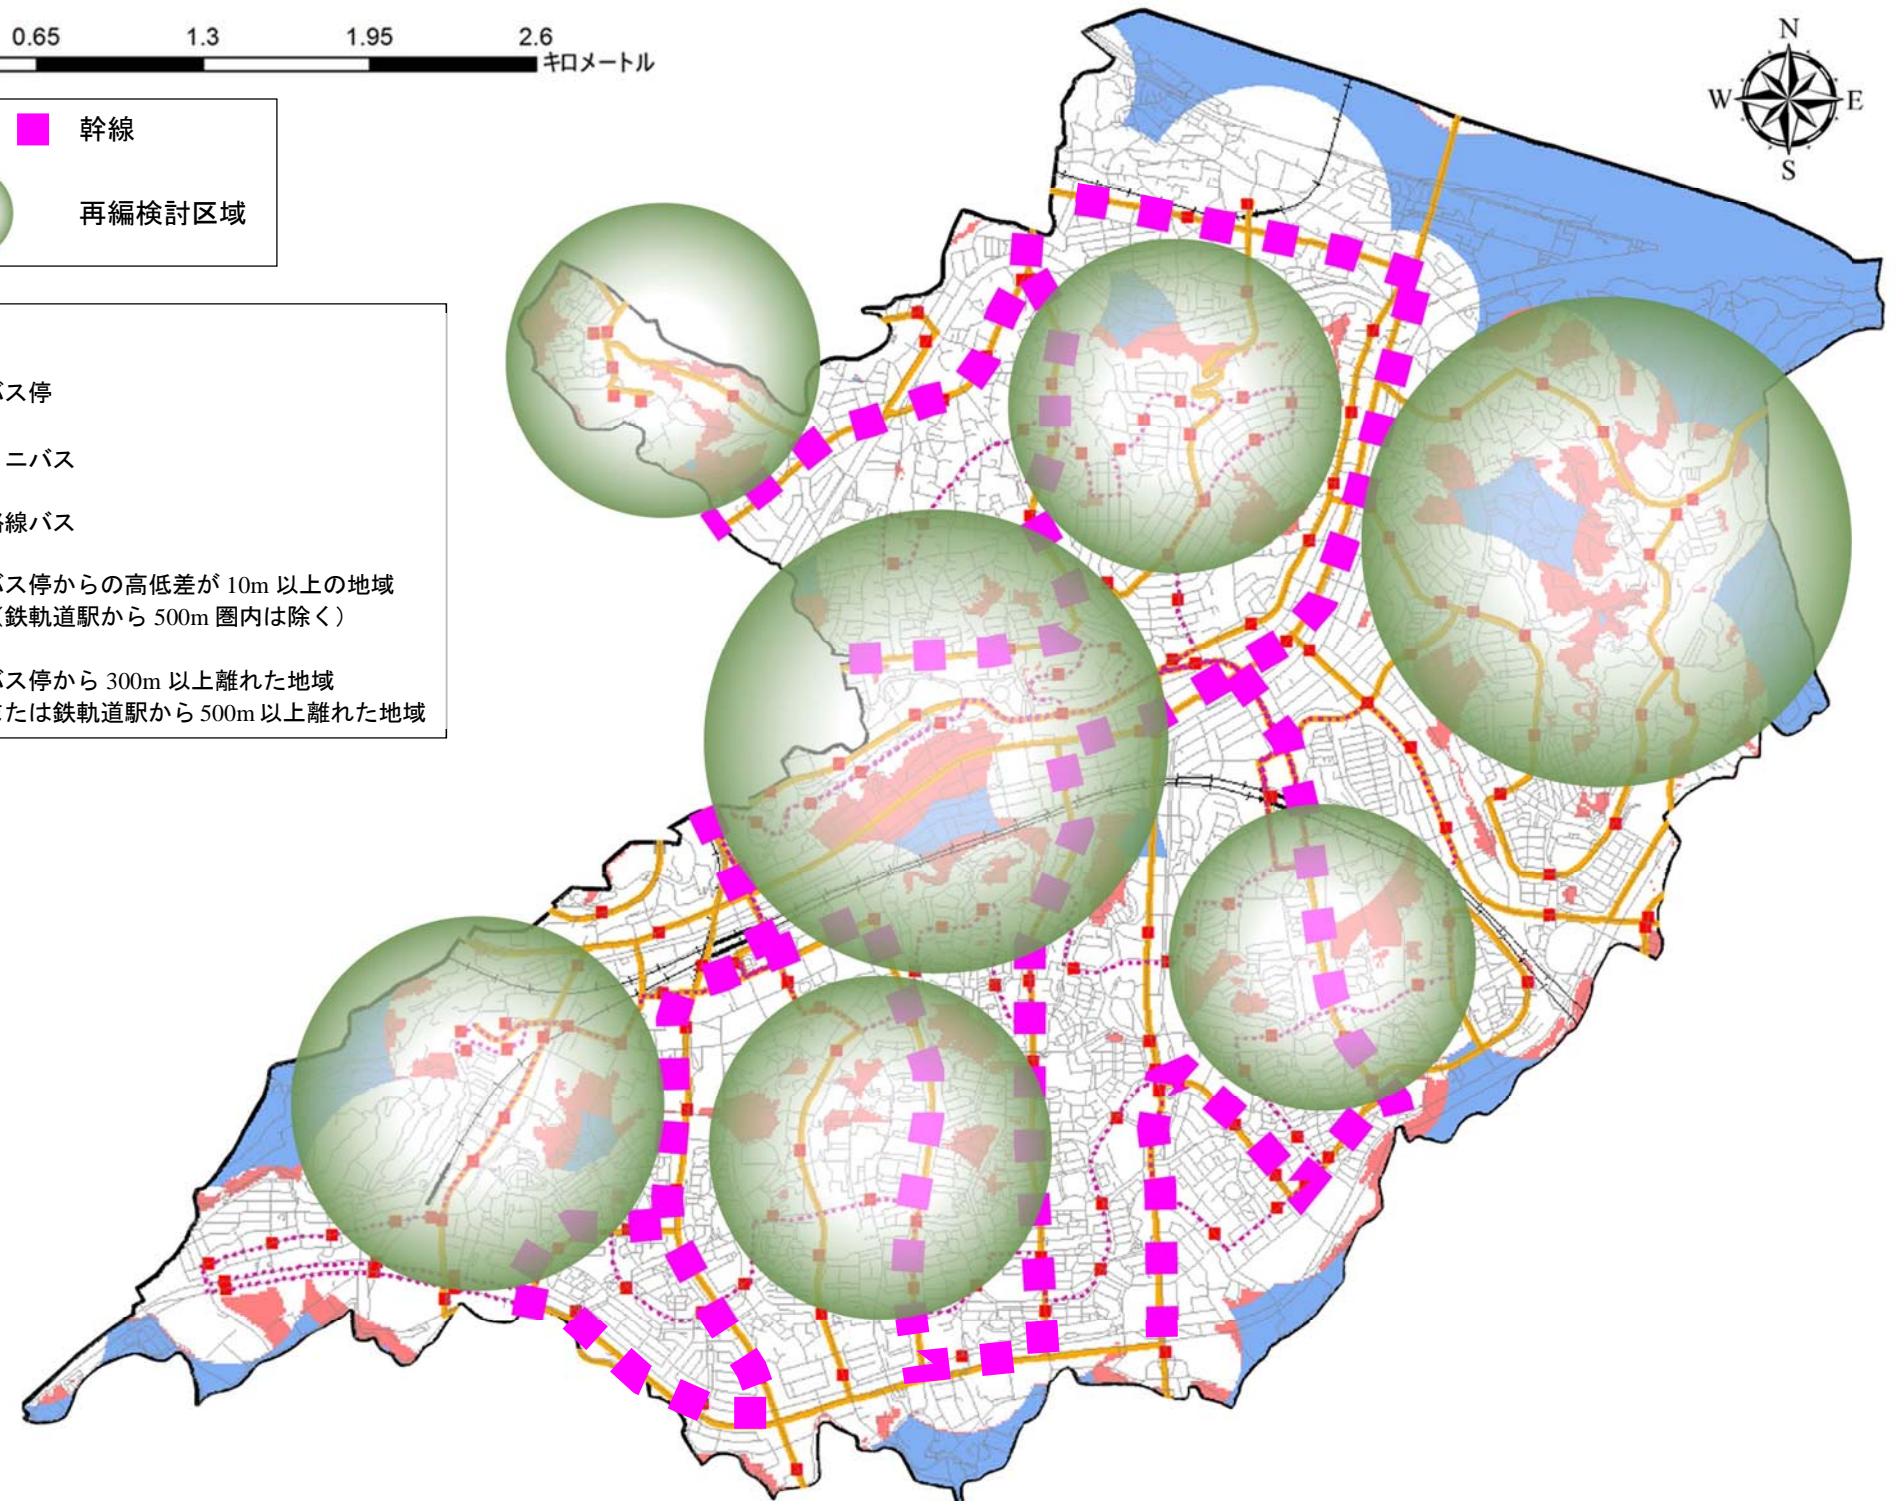 0.65 1.3 1.95 2.6
キロメートル
N
W E
S
幹線
再編検討区域
バス停
ニバス
線バス
バス停からの高低差が 10m 以上の地域
（鉄軌道駅から 500m 圏内は除く）
バス停から 300m 以上離れた地域
たは鉄軌道駅から 500m 以上離れた地域